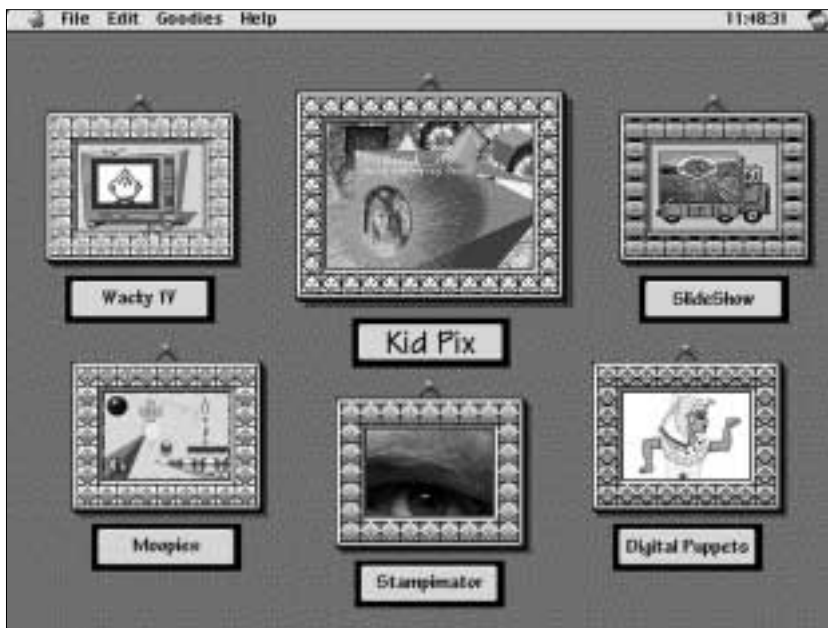 File Edit Goodies Help 11:48:31
Wacky TV
Kid Pix
SlideShow
Moopies
Stampimator
Digital Puppets